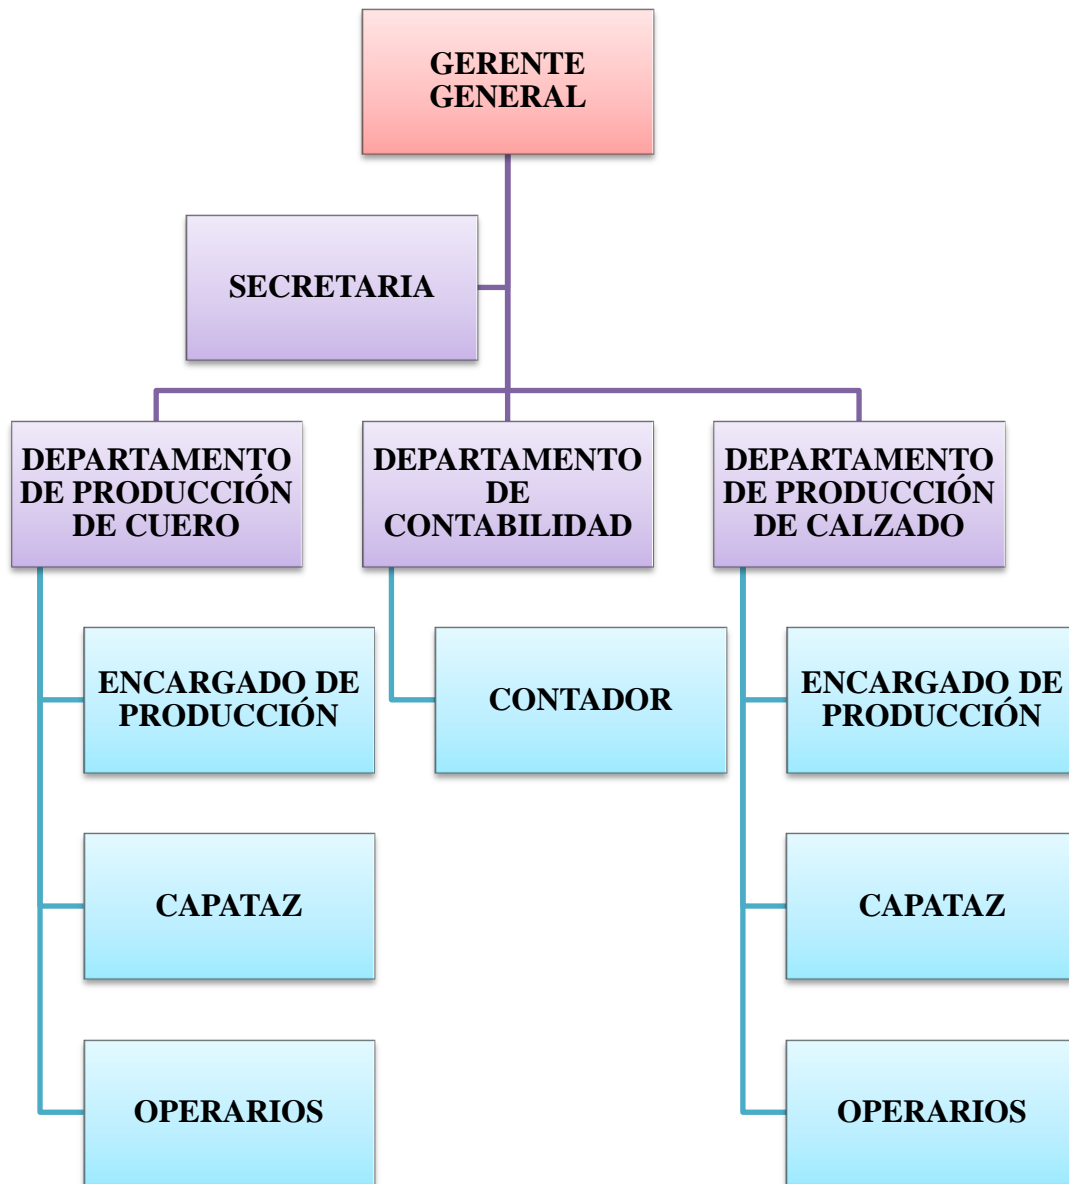 GERENTE
GENERAL
SECRETARIA
DEPARTAMENTO
DE PRODUCCIÓN
DE CUERO
DEPARTAMENTO
DE
CONTABILIDAD
DEPARTAMENTO
DE PRODUCCIÓN
DE CALZADO
ENCARGADO DE
PRODUCCIÓN
CONTADOR
ENCARGADO DE
PRODUCCIÓN
CAPATAZ
CAPATAZ
OPERARIOS
OPERARIOS